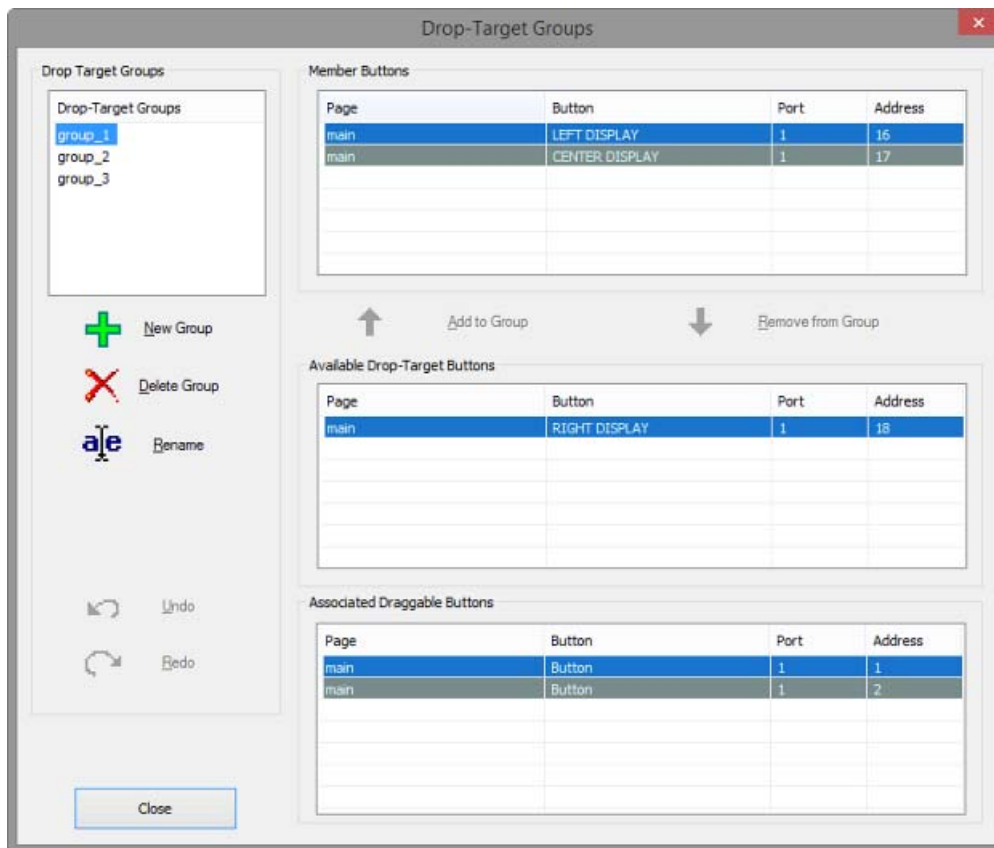 Drop-Target Groups
Drop Target Groups
Drop-Target Groups
group_1
group_2
group_3
New Group
Delete Group
a e
Rename
Undo
Redo
Close
Member Buttons
Page Button Port Address
main LEFT DISPLAY 1 16
main CENTER DISPLAY 1 17
Add to Group Remove from Group
Available Drop-Target Buttons
Page Button Port Address
main RIGHT DISPLAY 1 18
Associated Draggable Buttons
Page Button Port Address
main Button 1 1
main Button 1 2